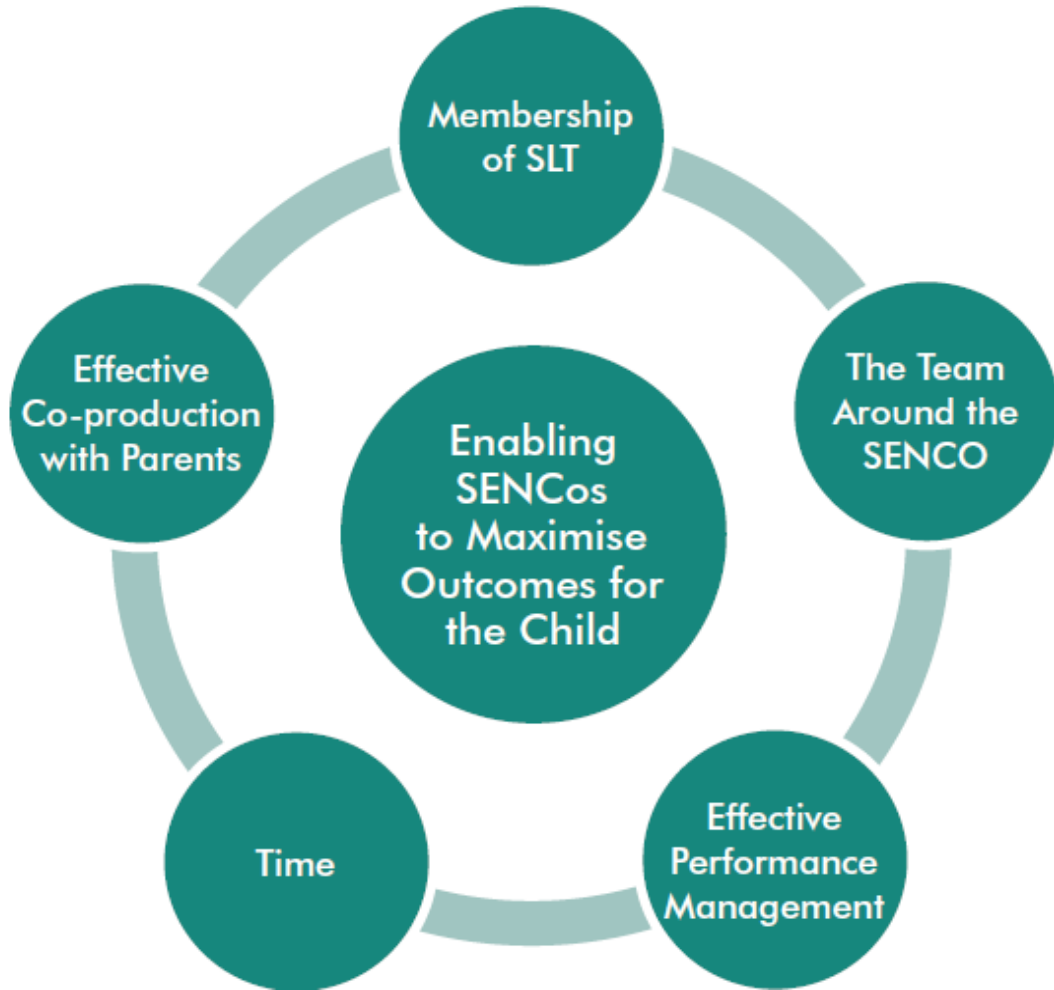 Membership
of SLT
The Team
Around the
SENCO
Effective
Performance
Management
Time
Effective
Co-production
with Parents
Enabling
SENCos
to Maximise
Outcomes for
the Child